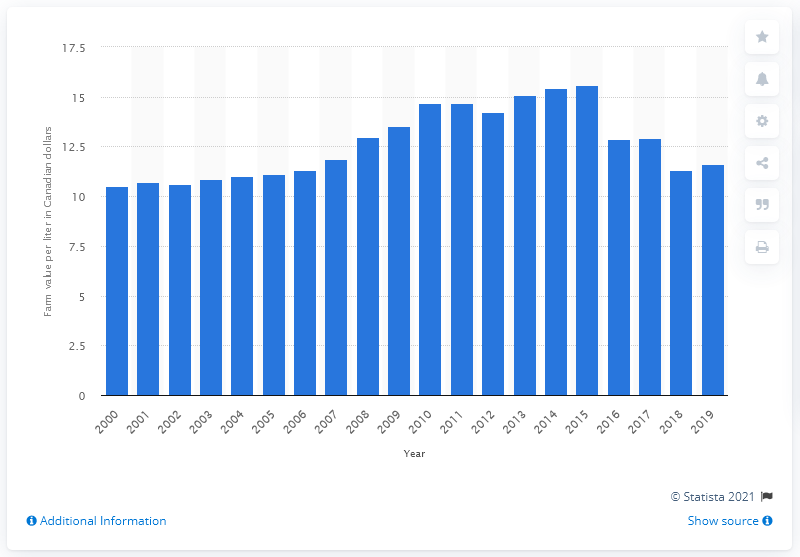 17.5
15
12.5
10
7.5
5
2.5
0
Farm value per liter in Canadian dollars
2000 2001 2002 2003 2004 2005 2006 2007 2008 2009 2010 2011 2012 2013 2014 2015 2016 2017 2018 2019
Year
© Statista 2021
Additional Information
Show source